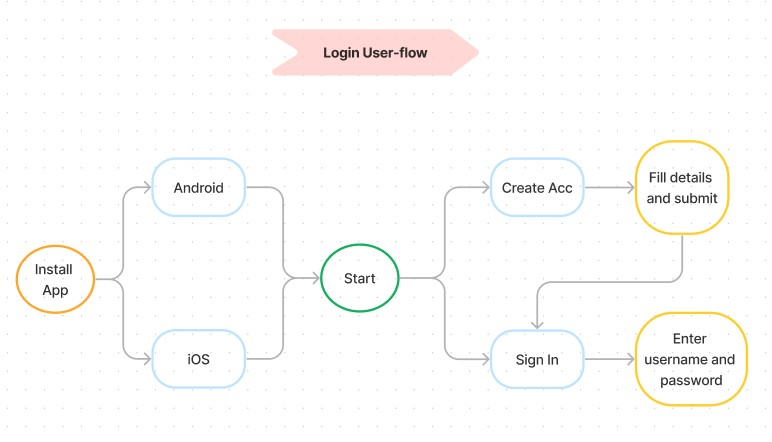 Login User-flow
Android
Create Acc
Fill details
and submit
Install
App
Start
iOS
Sign In
Enter
username and
password